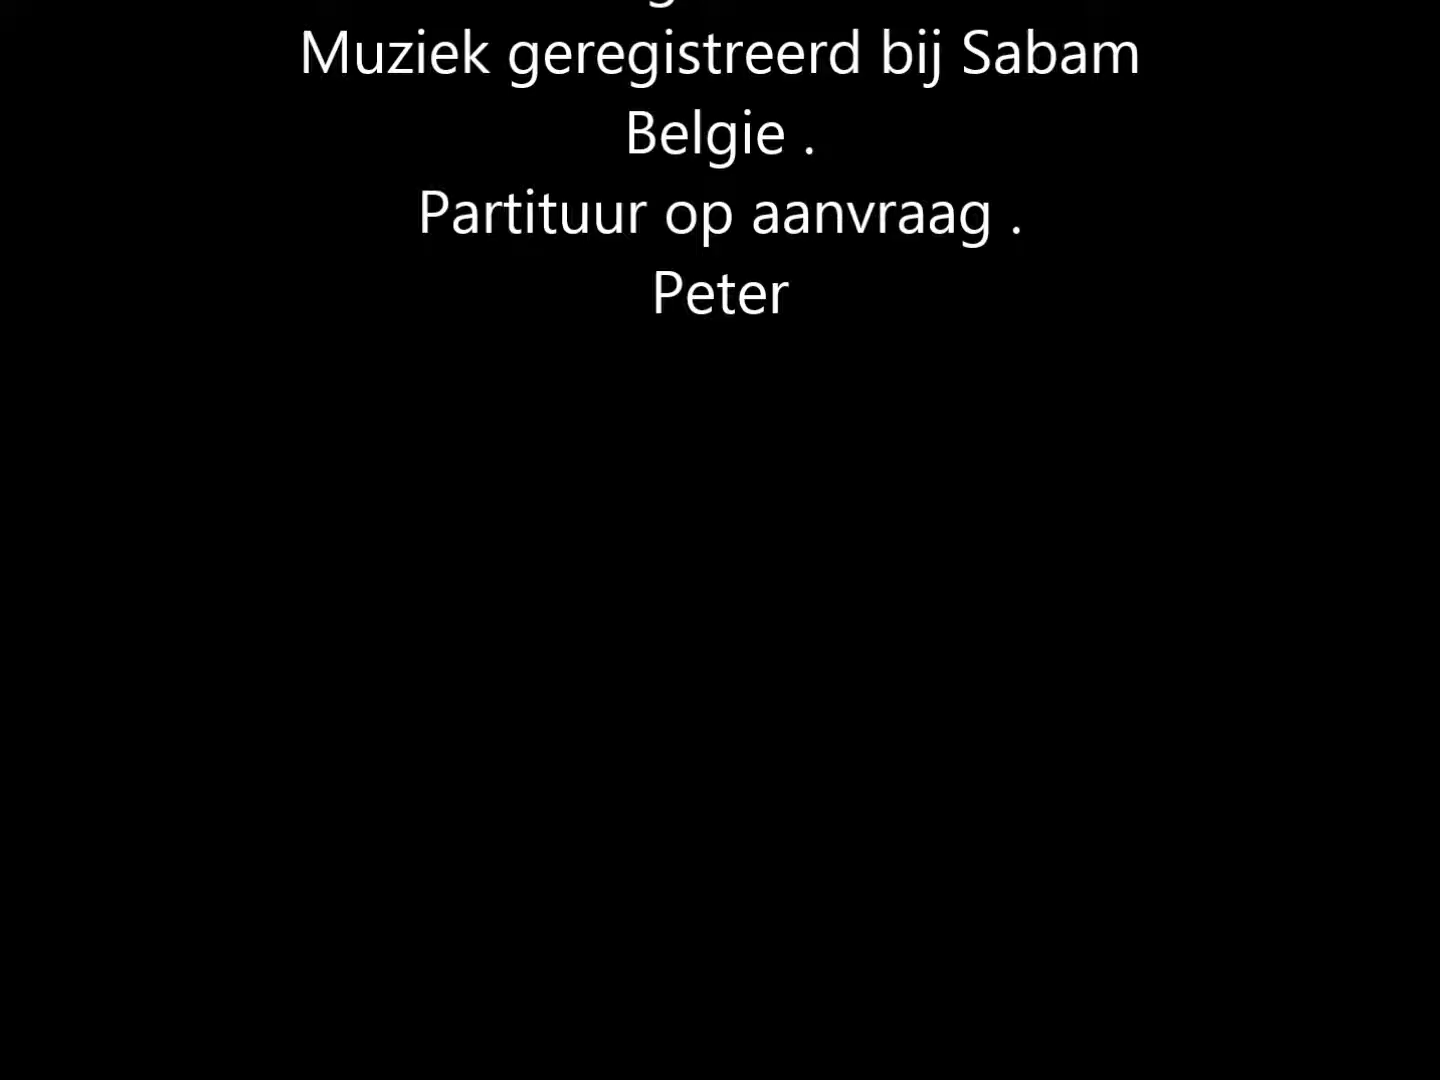 Muziek geregistreerd bij Sabam
Belgie .
Partituur op aanvraag .
Peter